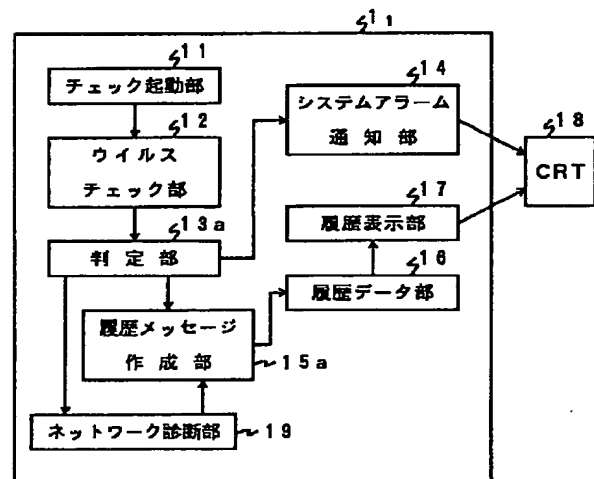 11
11
チェック起動部
12
ウイルス
チェック部
13a
判定部
14
システムアラーム
通知部
18
CRT
17
履歴表示部
16
履歴データ部
履歴メッセージ
作成部
15a
ネットワーク診断部
19